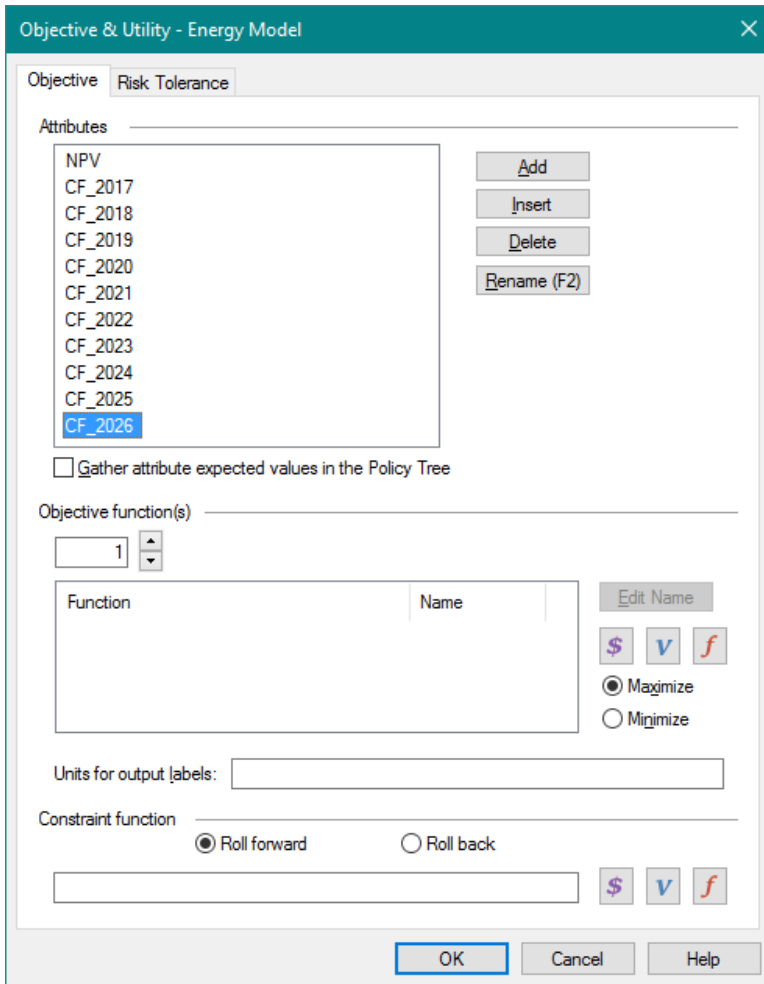 Objective & Utility - Energy Model
Objective Risk Tolerance
Attributes
NPV
CF_2017
CF_2018
CF_2019
CF_2020
CF_2021
CF_2022
CF_2023
CF_2024
CF_2025
CF_2026
Add
Insert
Delete
Rename (F2)
Gather attribute expected values in the Policy Tree
Objective function(s)
1
Function Name
Edit Name
$ V f
Maximize
Minimize
Units for output labels:
Constraint function
Roll forward Roll back
$ V f
OK Cancel Help